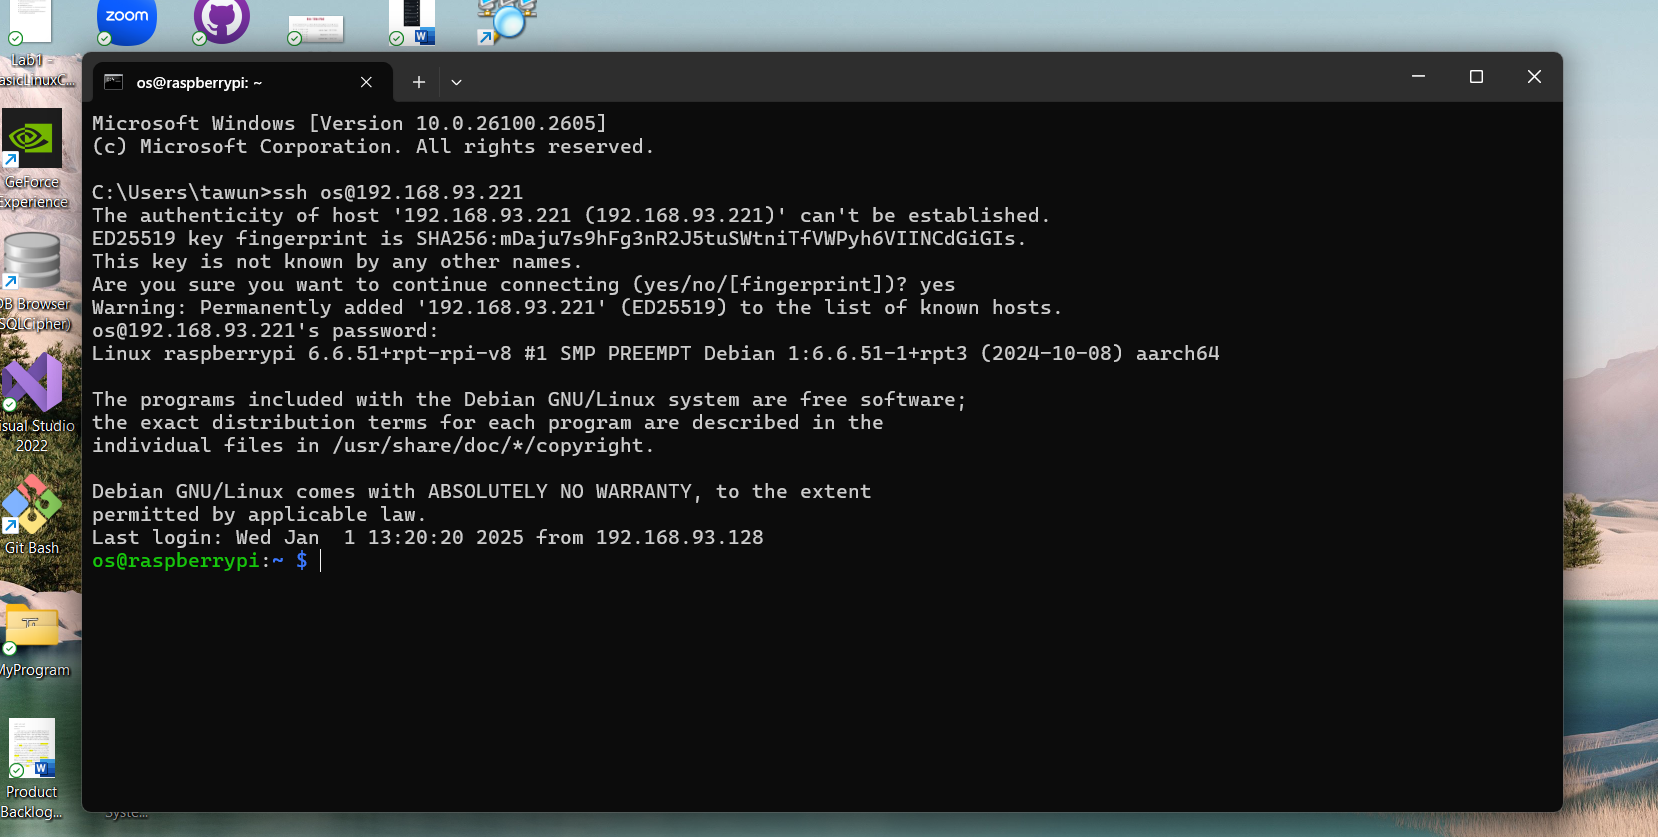 zoom
W
Lab1 -
asicLinuxC...
GeForce
Experience
DB Browser
SQLCipher)
isual Studio
2022
Git Bash
MyProgram
W
Product
Backlog...
Syste...
os@raspberrypi: ~
Microsoft Windows [Version 10.0.26100.2605]
(c) Microsoft Corporation. All rights reserved.
C:\Users\tawun>ssh os@192.168.93.221
The authenticity of host '192.168.93.221 (192.168.93.221)' can't be established.
ED25519 key fingerprint is SHA256:mDaju7s9hFg3nR2J5tuSWtniTfVWPyh6VIINCdGiGIs.
This key is not known by any other names.
Are you sure you want to continue connecting (yes/no/[fingerprint])? yes
Warning: Permanently added '192.168.93.221' (ED25519) to the list of known hosts.
os@192.168.93.221's password:
Linux raspberrypi 6.6.51+rpt-rpi-v8 #1 SMP PREEMPT Debian 1:6.6.51-1+rpt3 (2024-10-08) aarch64
The programs included with the Debian GNU/Linux system are free software;
the exact distribution terms for each program are described in the
individual files in /usr/share/doc/*/copyright.
Debian GNU/Linux comes with ABSOLUTELY NO WARRANTY, to the extent
permitted by applicable law.
Last login: Wed Jan  1 13:20:20 2025 from 192.168.93.128
os@raspberrypi:~ $